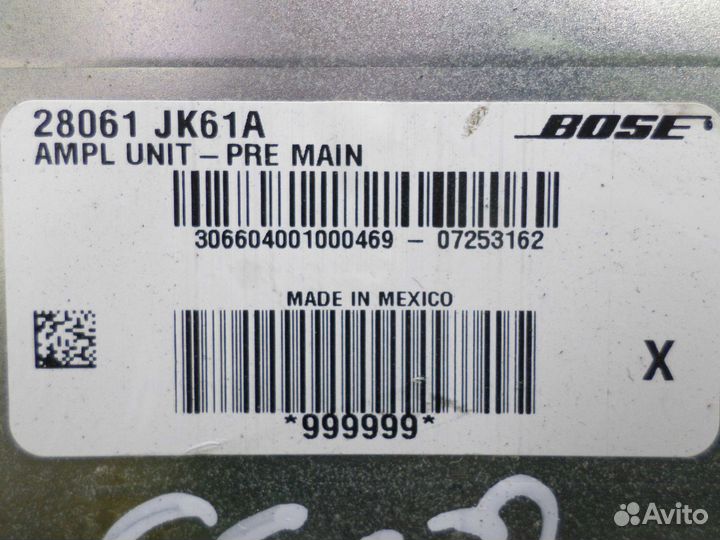 28061 JK61A
BOSE
AMPL UNIT – PRE MAIN
306604001000469 – 07253162
MADE IN MEXICO
X
*999999*
Avito